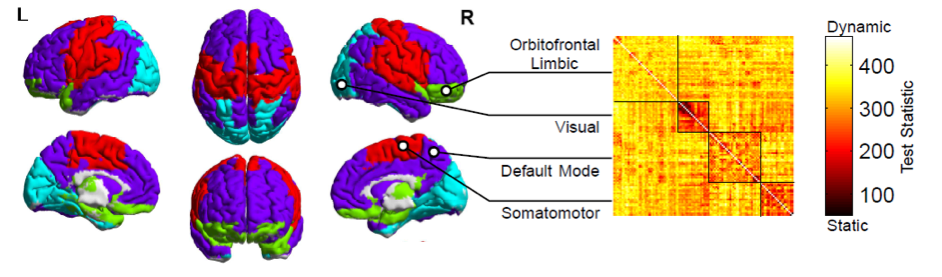 L
R
Orbitofrontal
Limbic
Visual
Default Mode
Somatomotor
Dynamic
400
300
200
100
Test Statistic
Static